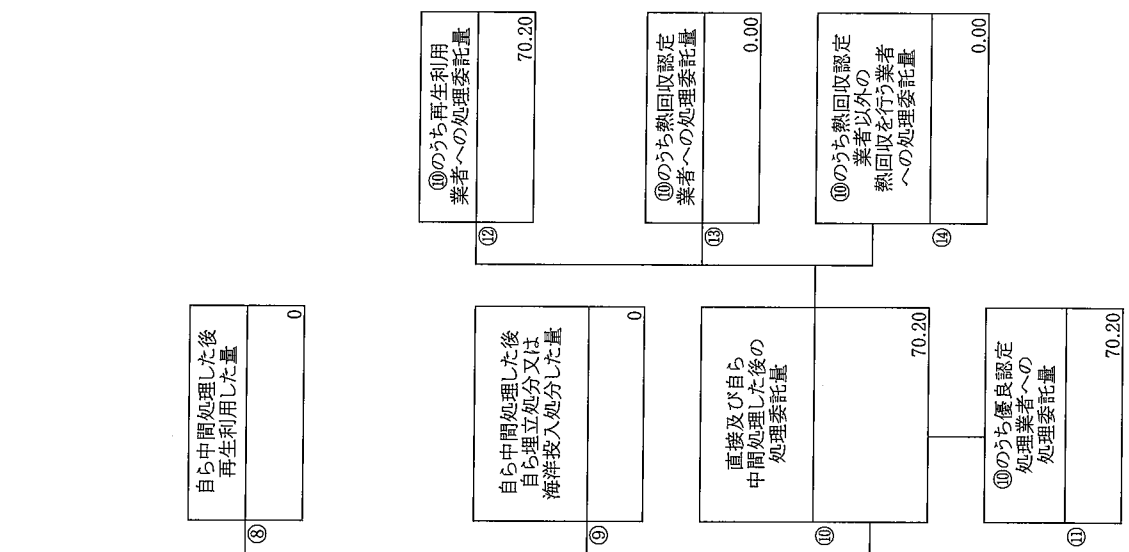 ⑧
自ら中間処理した後
再生利用した量
0
⑨
自ら中間処理した後
自ら埋立処分又は
海洋投入処分した量
0
⑩
直接及び自ら
中間処理した後の
処理委託量
70.20
⑪
⑩のうち優良認定
処理業者への
処理委託量
70.20
⑫
⑩のうち再生利用
業者への処理委託量
70.20
⑬
⑩のうち熱回収認定
業者への処理委託量
0.00
⑭
⑩のうち熱回収認定
業者以外の
熱回収を行う業者
への処理委託量
0.00